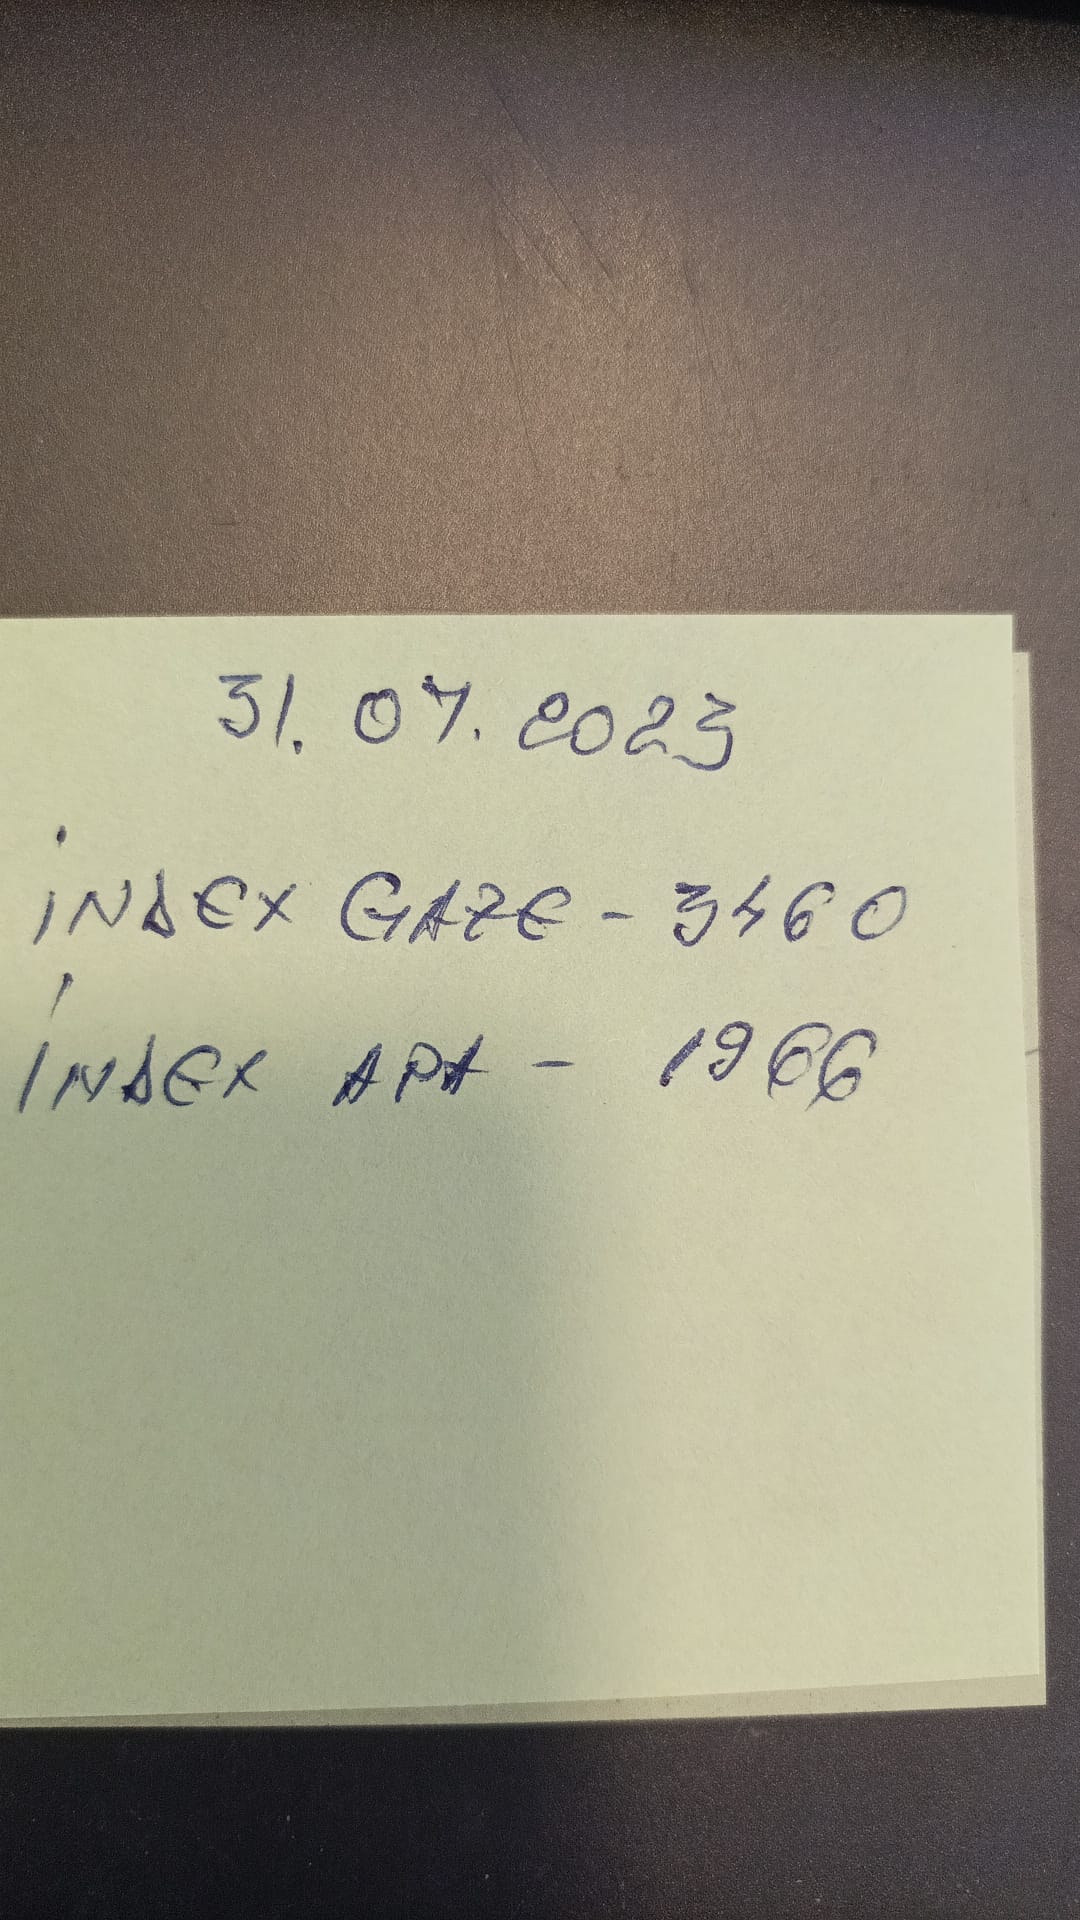 31.07.2023
INDEX GAZE - 3460
INDEX APA - 1966